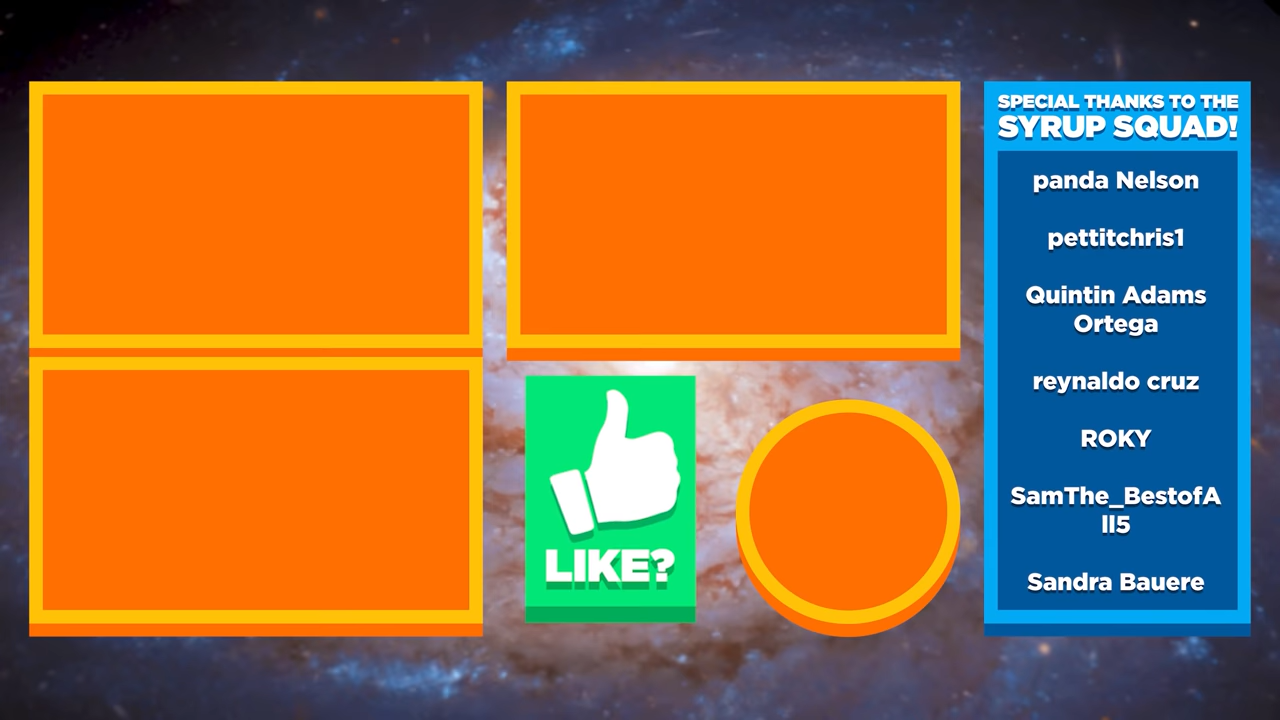 SPECIAL THANKS TO THE
SYRUP SQUAD!
panda Nelson
pettitchris1
Quintin Adams
Ortega
reynaldo cruz
ROKY
SamThe_BestofA
ll5
Sandra Bauere
LIKE?